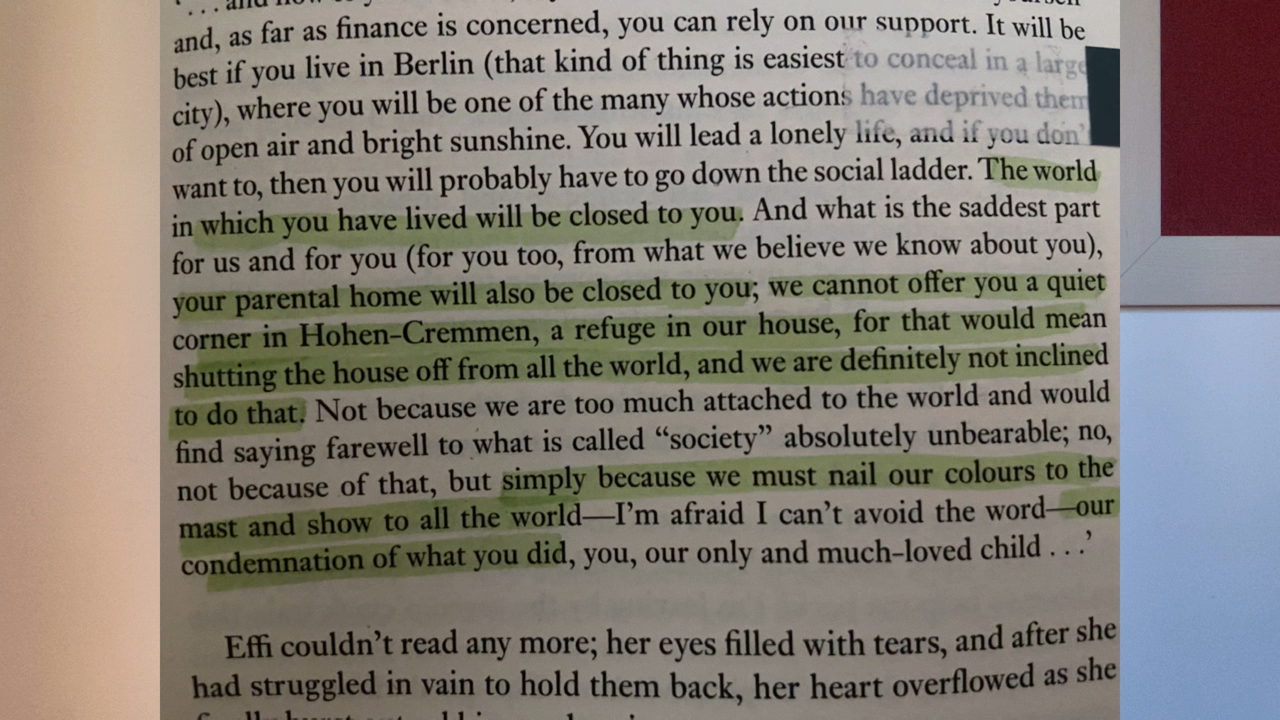 '. . . and
and, as far as finance is concerned, you can rely on our support. It will be
best if you live in Berlin (that kind of thing is easiest to conceal in a large
city), where you will be one of the many whose actions have deprived them
of open air and bright sunshine. You will lead a lonely life, and if you don'
want to, then you will probably have to go down the social ladder. The world
in which you have lived will be closed to you. And what is the saddest part
for us and for you (for you too, from what we believe we know about you),
your parental home will also be closed to you; we cannot offer you a quiet
corner in Hohen-Cremmen, a refuge in our house, for that would mean
shutting the house off from all the world, and we are definitely not inclined
to do that. Not because we are too much attached to the world and would
find saying farewell to what is called “society” absolutely unbearable; no,
not because of that, but simply because we must nail our colours to the
mast and show to all the world—I'm afraid I can't avoid the word—our
condemnation of what you did, you, our only and much-loved child . . .'
Effi couldn't read any more; her eyes filled with tears, and after she
had struggled in vain to hold them back, her heart overflowed as she